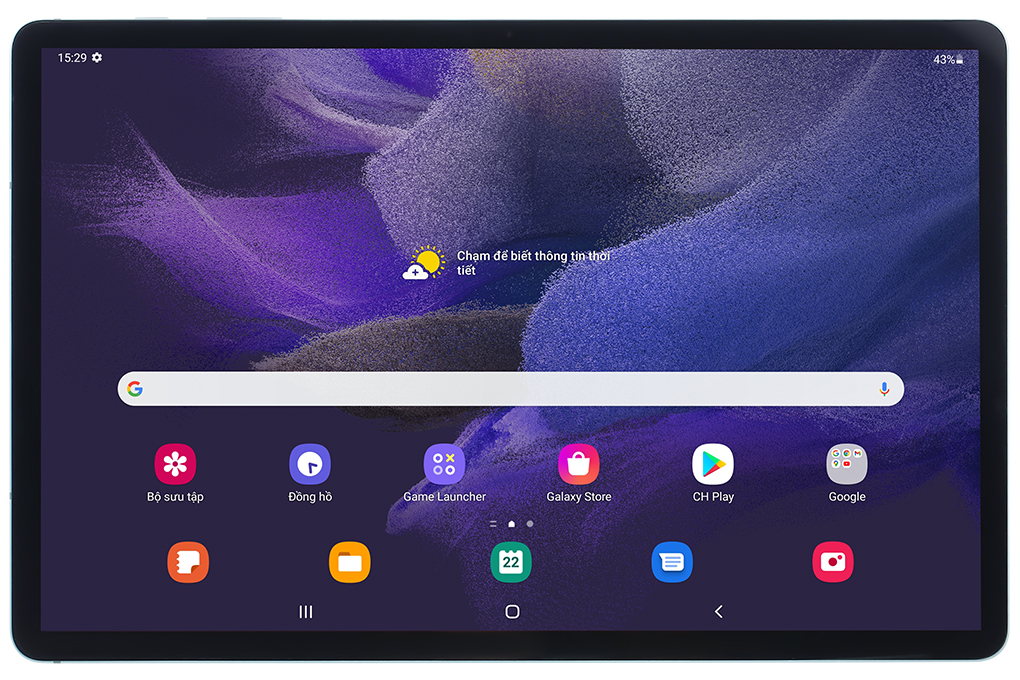 15:29
43%
Chạm để biết thông tin thời
tiết
Bộ sưu tập
Đồng hồ
Game Launcher
Galaxy Store
CH Play
Google
22